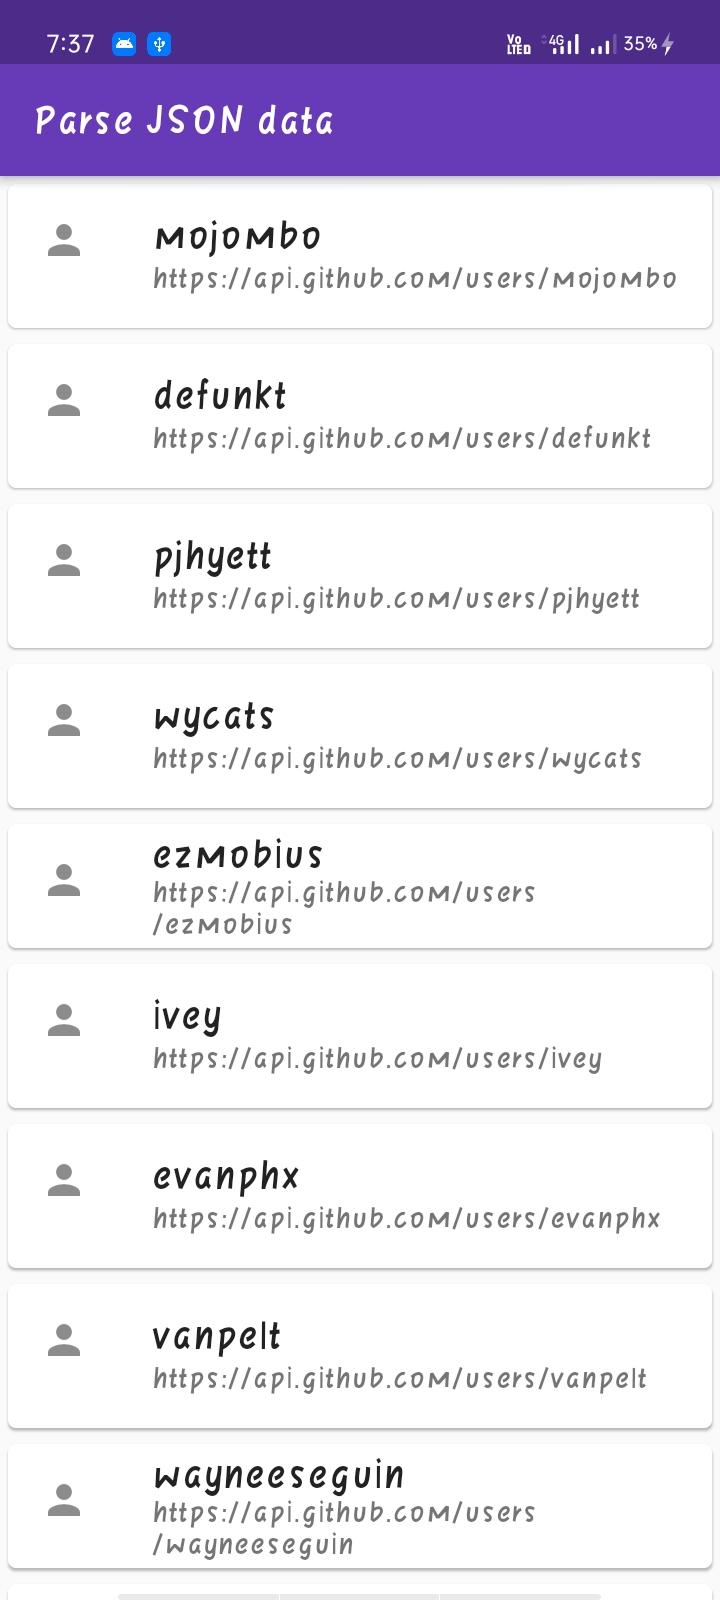 7:37
Vo LTED 4G 35%
Parse JSON data
mojombo
https://api.github.com/users/mojombo
defunkt
https://api.github.com/users/defunkt
pjhyett
https://api.github.com/users/pjhyett
wycats
https://api.github.com/users/wycats
ezmobius
https://api.github.com/users
/ezmobius
ivey
https://api.github.com/users/ivey
evanphx
https://api.github.com/users/evanphx
vanpelt
https://api.github.com/users/vanpelt
wayneeseguin
https://api.github.com/users
/wayneeseguin